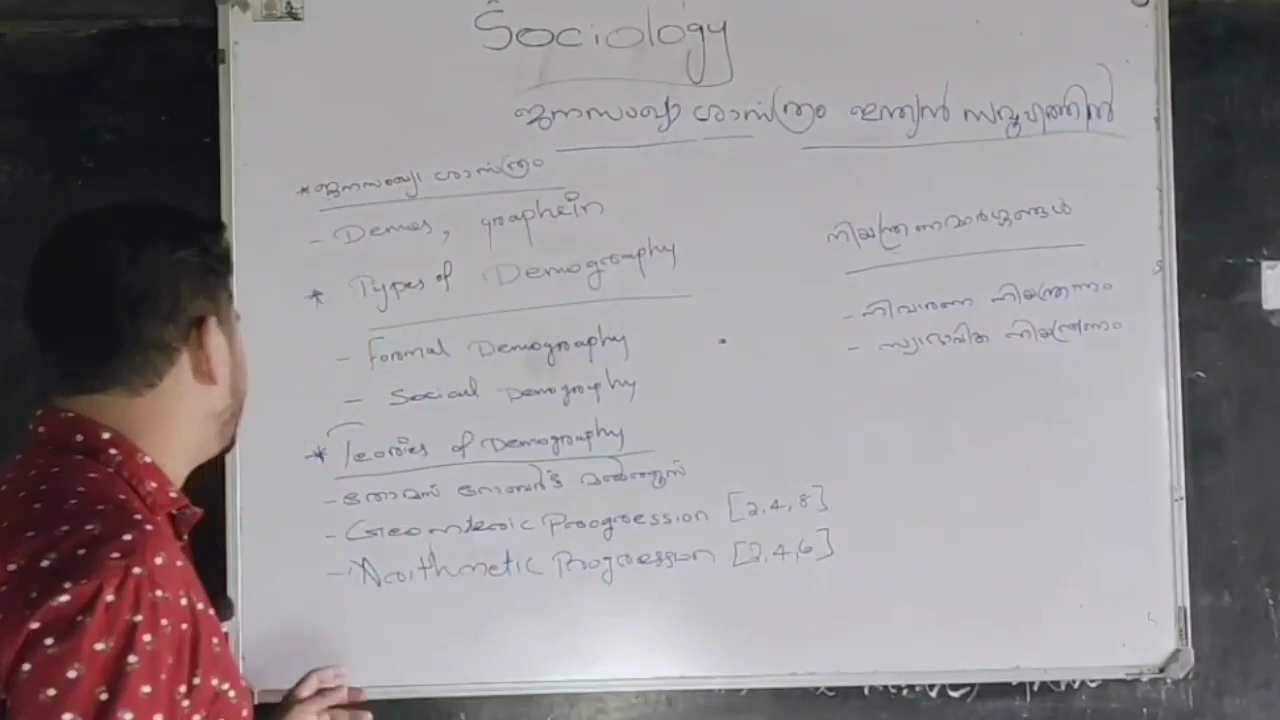 Sociology
ജനസംഖ്യാ ശാസ്ത്രം ഇന്ത്യൻ സമൂഹത്തിൽ
* ജനസംഖ്യാ ശാസ്ത്രം
- Demos, graphein
* Types of Demography
- Formal Demography
- Social Demography
* Teories of Demography
- തോമസ് റോബർട്ട് മാൽത്തൂസ്
- Geometric Progression [2,4,8]
- Arithmetic Progression [2,4,6]
നിയന്ത്രണമാർഗ്ഗങ്ങൾ
- നിവാരണ നിയന്ത്രണം
- സ്വാഭാവിക നിയന്ത്രണം